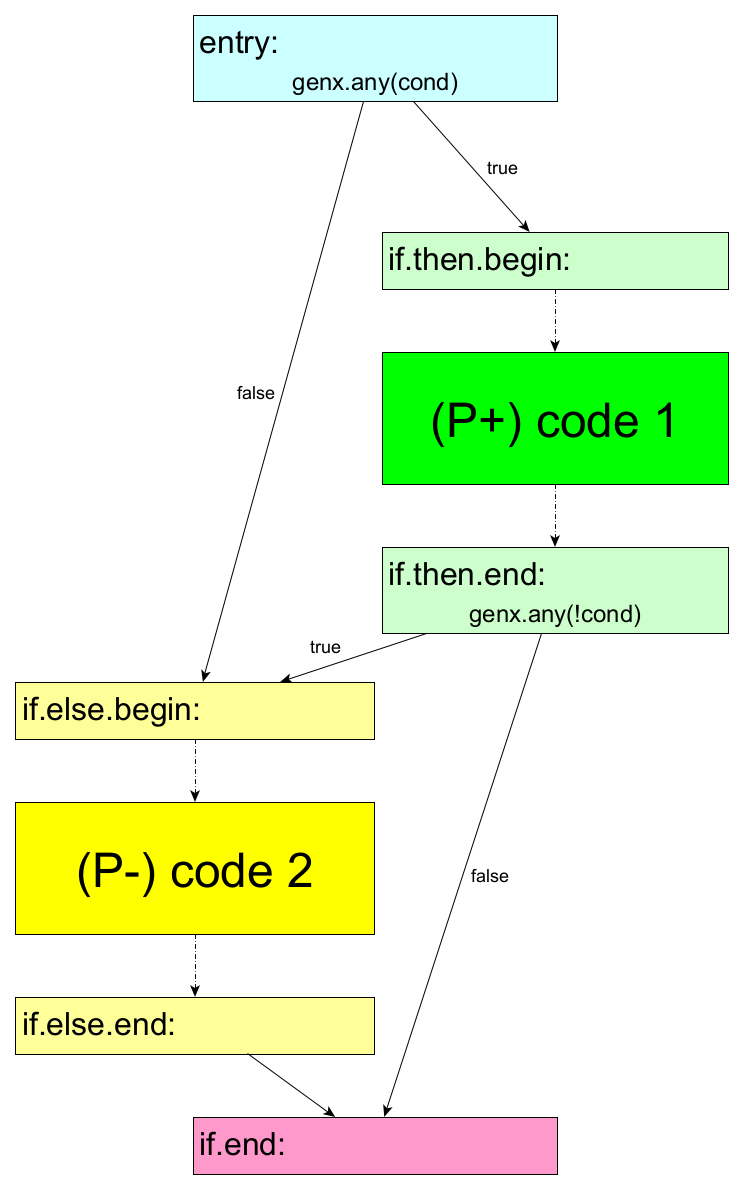 entry:
genx.any(cond)
true
if.then.begin:
false
(P+) code 1
if.then.end:
genx.any(!cond)
true
if.else.begin:
(P-) code 2
false
if.else.end:
if.end: